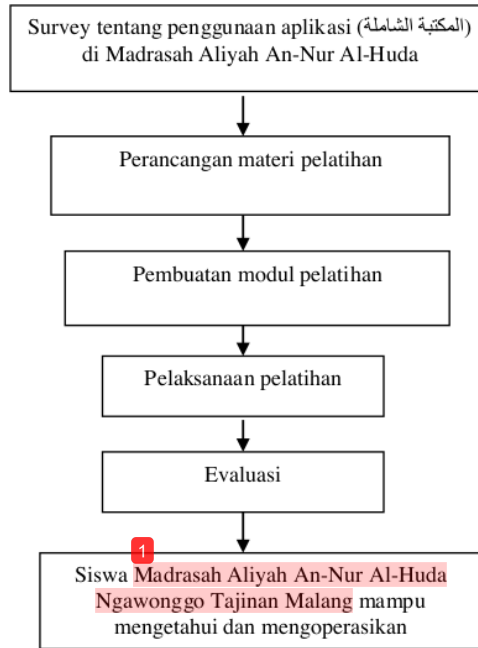 Survey tentang penggunaan aplikasi (المكتبة الشاملة)
di Madrasah Aliyah An-Nur Al-Huda
Perancangan materi pelatihan
Pembuatan modul pelatihan
Pelaksanaan pelatihan
Evaluasi
1
Siswa Madrasah Aliyah An-Nur Al-Huda
Ngawonggo Tajinan Malang mampu
mengetahui dan mengoperasikan